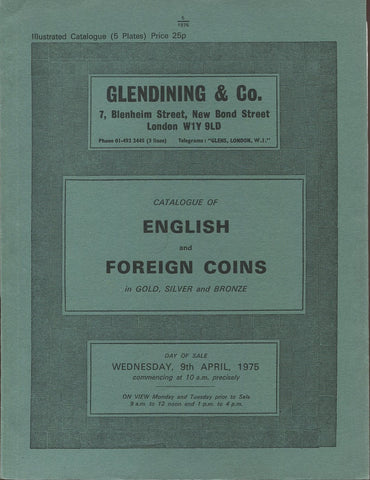 6
1976
Illustrated Catalogue (5 Plates) Price 25p
GLENDINING & Co.
7, Blenheim Street, New Bond Street
London W1Y 9LD
Phone 01-493 2445 (3 lines) Telegrams: "GLENS, LONDON, W.1."
CATALOGUE OF
ENGLISH
and
FOREIGN COINS
in GOLD, SILVER and BRONZE
DAY OF SALE
WEDNESDAY, 9th APRIL, 1975
commencing at 10 a.m. precisely
ON VIEW Monday and Tuesday prior to Sale
9 a.m. to 12 noon and 1 p.m. to 4 p.m.